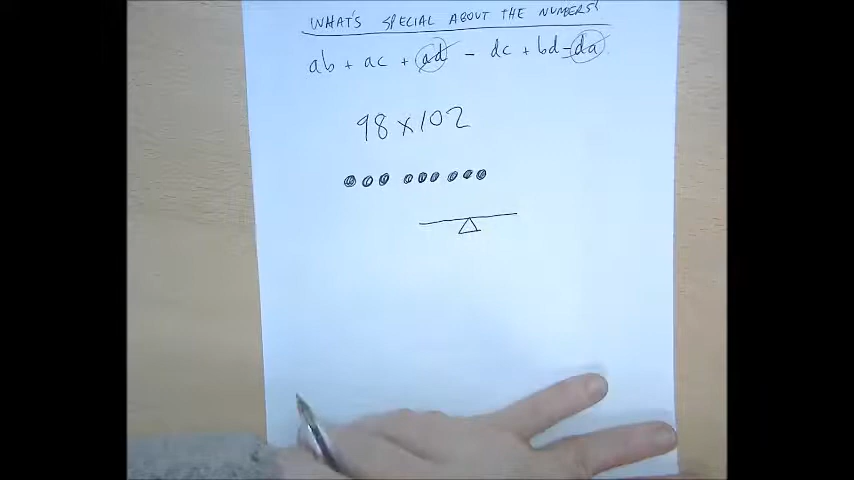 WHAT'S SPECIAL ABOUT THE NUMBERS?
ab + ac + ad - dc + bd - da
98 x 102